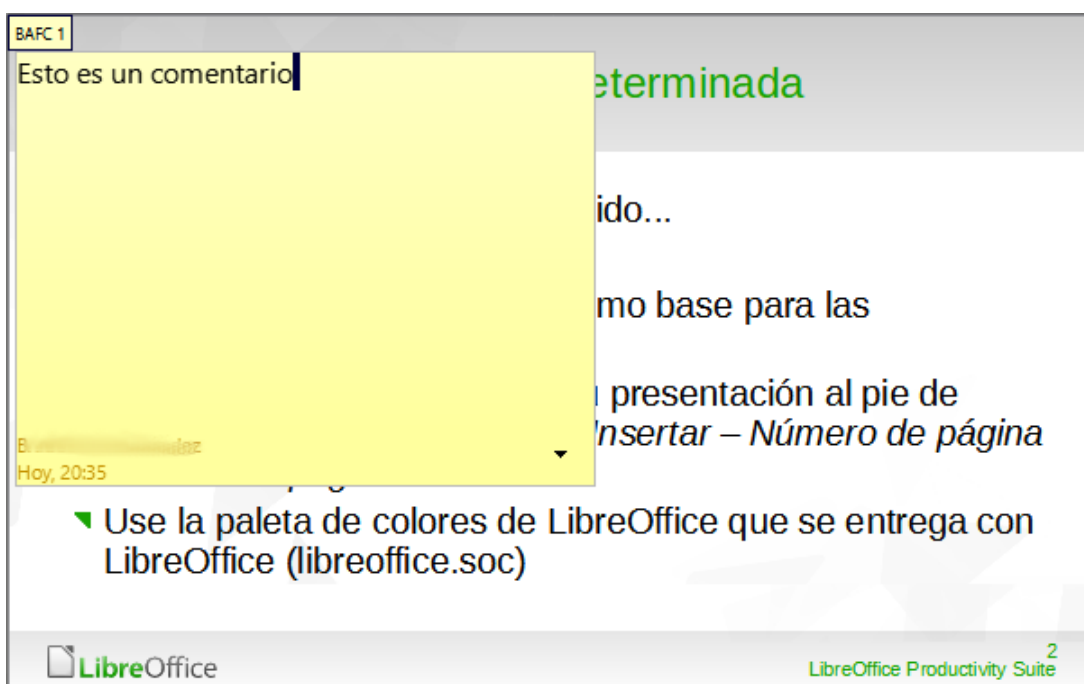 BAFC 1
Esto es un comentario
eterminada
ido...
mo base para las
presentación al pie de
Insertar – Número de página
Hoy, 20:35
Use la paleta de colores de LibreOffice que se entrega con
LibreOffice (libreoffice.soc)
LibreOffice
2
LibreOffice Productivity Suite